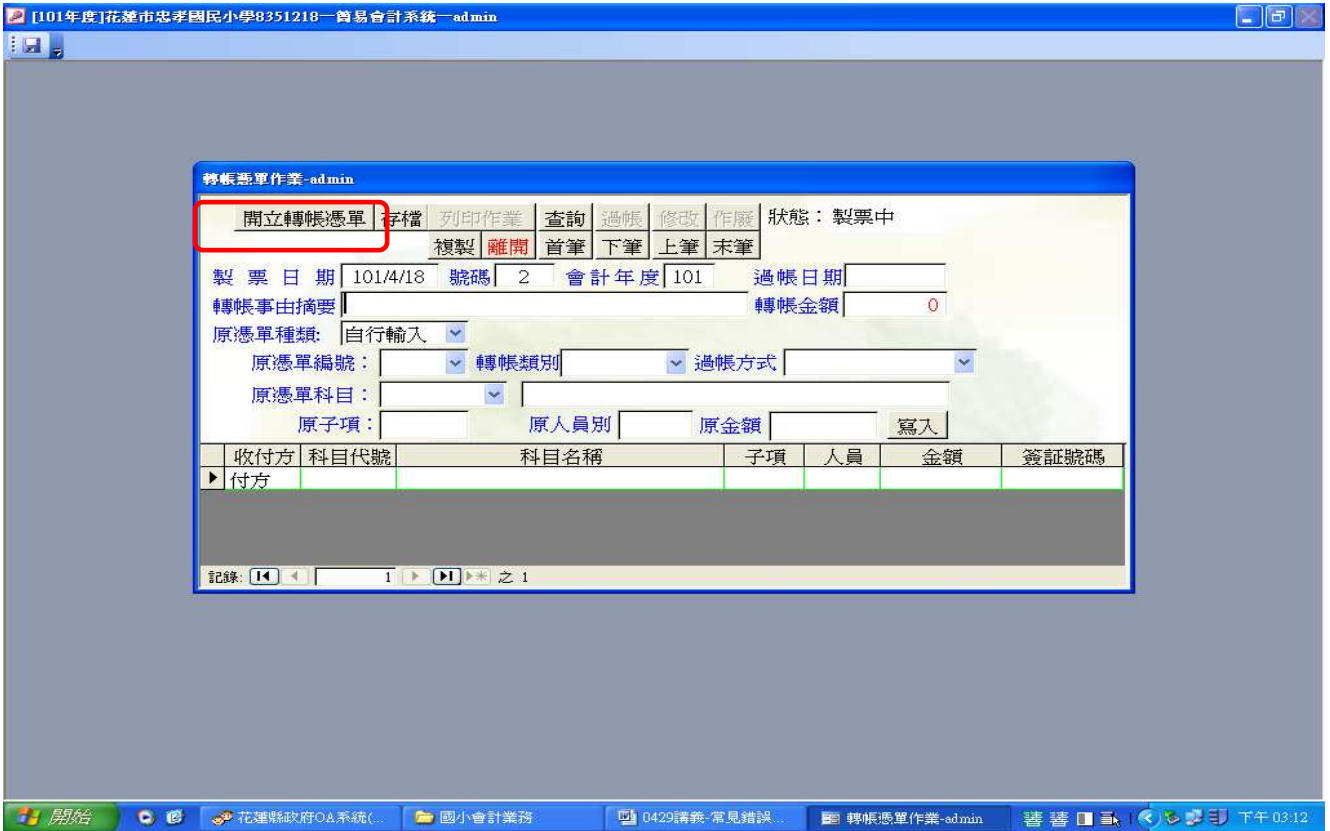 [101年度]花蓮市忠孝國民小學8351218—簡易會計系統—admin
轉帳憑單作業-admin
開立轉帳憑單 存檔 列印作業 查詢 過帳 修改 作廢 狀態：製票中
複製 離開 首筆 下筆 上筆 末筆
製 票 日 期 101/4/18 號碼 2 會計年度 101 過帳日期
轉帳事由摘要 轉帳金額 0
原憑單種類: 自行輸入
原憑單編號： 轉帳類別 過帳方式
原憑單科目：
原子項： 原人員別 原金額 寫入
收付方 科目代號 科目名稱 子項 人員 金額 簽証號碼
付方
記錄: 1 之 1
開始 花蓮縣政府OA系統(... 國小會計業務 0429講義-常見錯誤... 轉帳憑單作業-admin 下午 03:12